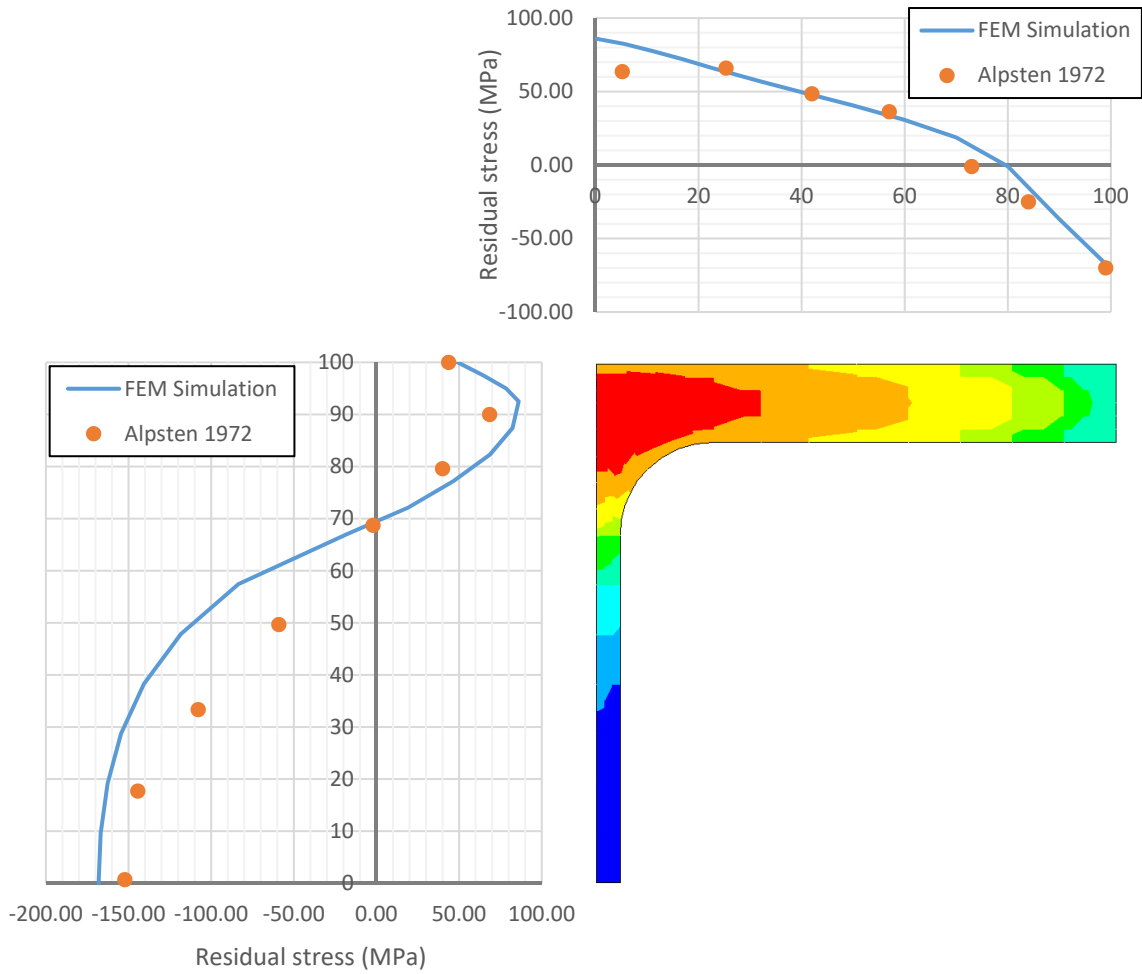 100.00
50.00
0.00
-50.00
-100.00
Residual stress (MPa)
FEM Simulation
Alpsten 1972
0 20 40 60 80 100
FEM Simulation
Alpsten 1972
100
90
80
70
60
50
40
30
20
10
0
-200.00 -150.00 -100.00 -50.00 0.00 50.00 100.00
Residual stress (MPa)